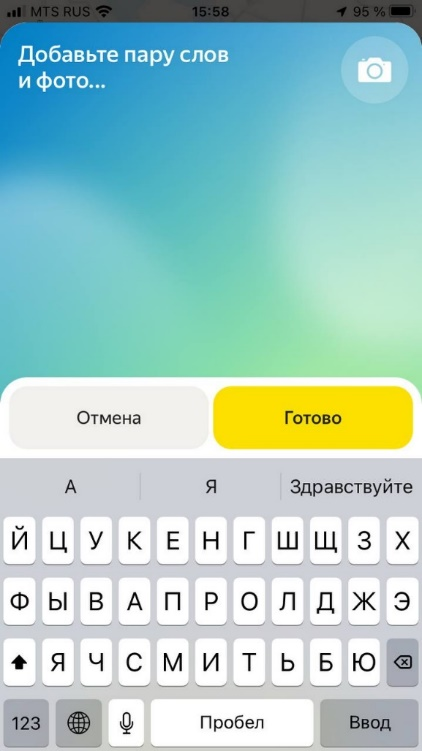 MTS RUS 15:58 95 %
Добавьте пару слов
и фото...
Отмена Готово
А Я Здравствуйте
Й Ц У К Е Н Г Ш Щ З Х
Ф Ы В А П Р О Л Д Ж Э
Я Ч С М И Т Ь Б Ю
123 Пробел Ввод